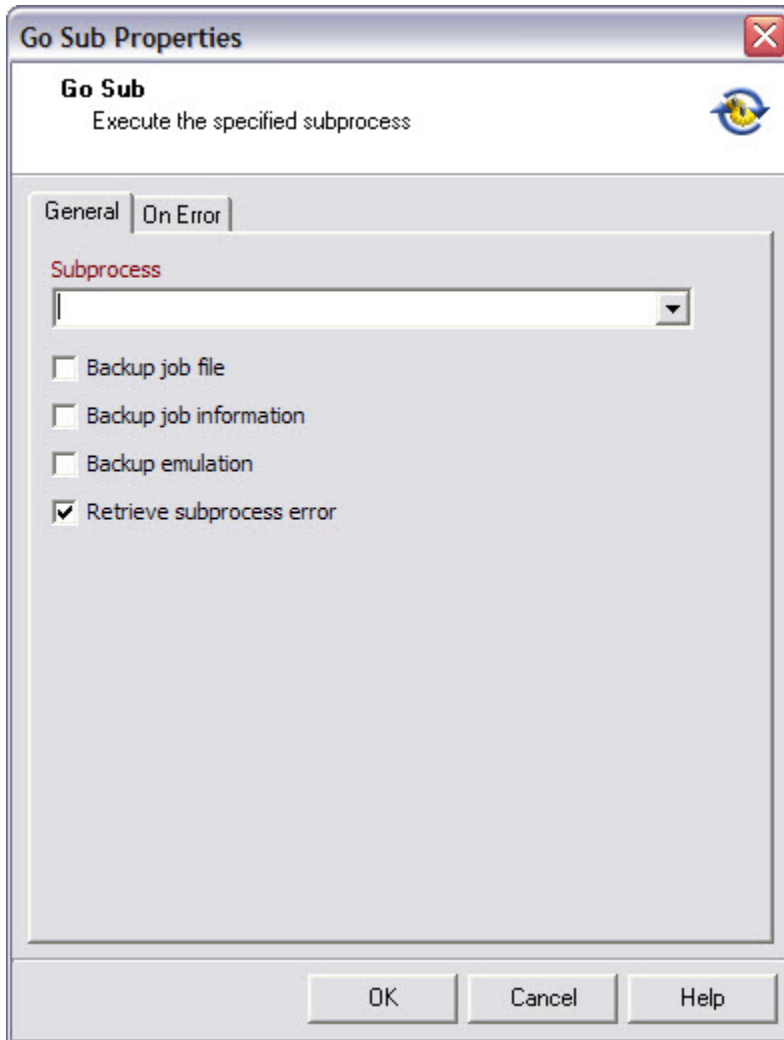 Go Sub Properties
Go Sub
Execute the specified subprocess
General On Error
Subprocess
Backup job file
Backup job information
Backup emulation
Retrieve subprocess error
OK Cancel Help